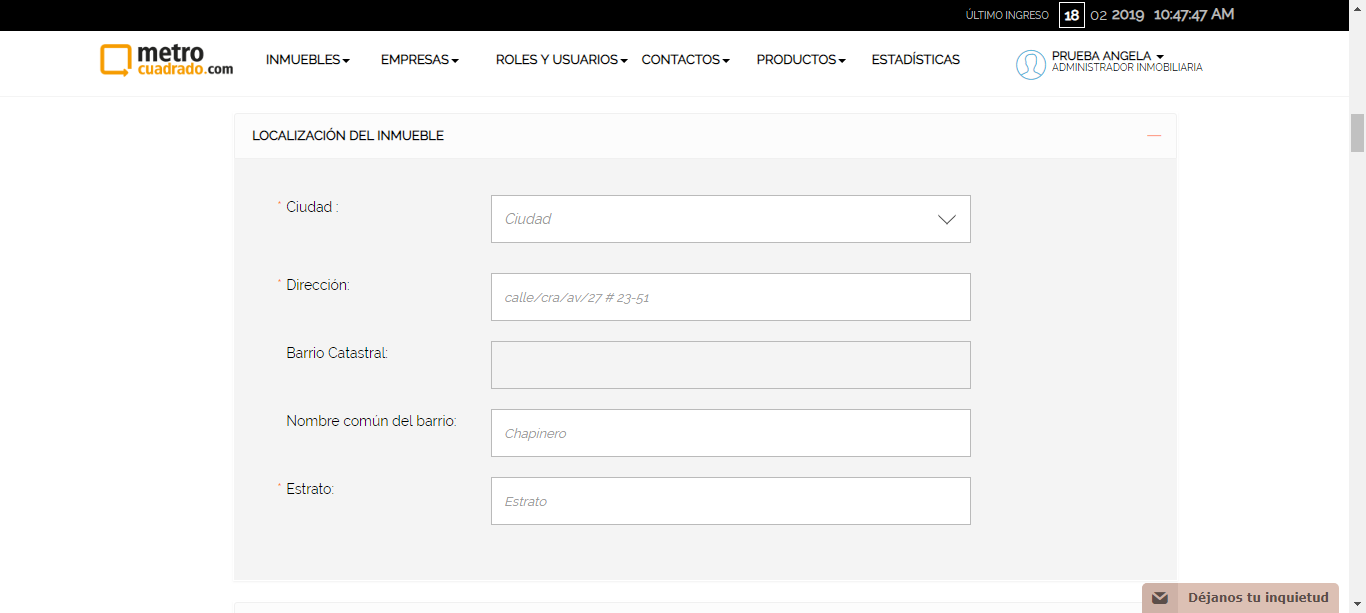 ÚLTIMO INGRESO 18 02 2019 10:47:47 AM
metro
cuadrado.com
INMUEBLES EMPRESAS ROLES Y USUARIOS CONTACTOS PRODUCTOS ESTADÍSTICAS
PRUEBA ANGELA
ADMINISTRADOR INMOBILIARIA
LOCALIZACIÓN DEL INMUEBLE
* Ciudad :
Ciudad
* Dirección:
calle/cra/av/27 # 23-51
Barrio Catastral:
Nombre común del barrio:
Chapinero
* Estrato:
Estrato
Déjanos tu inquietud